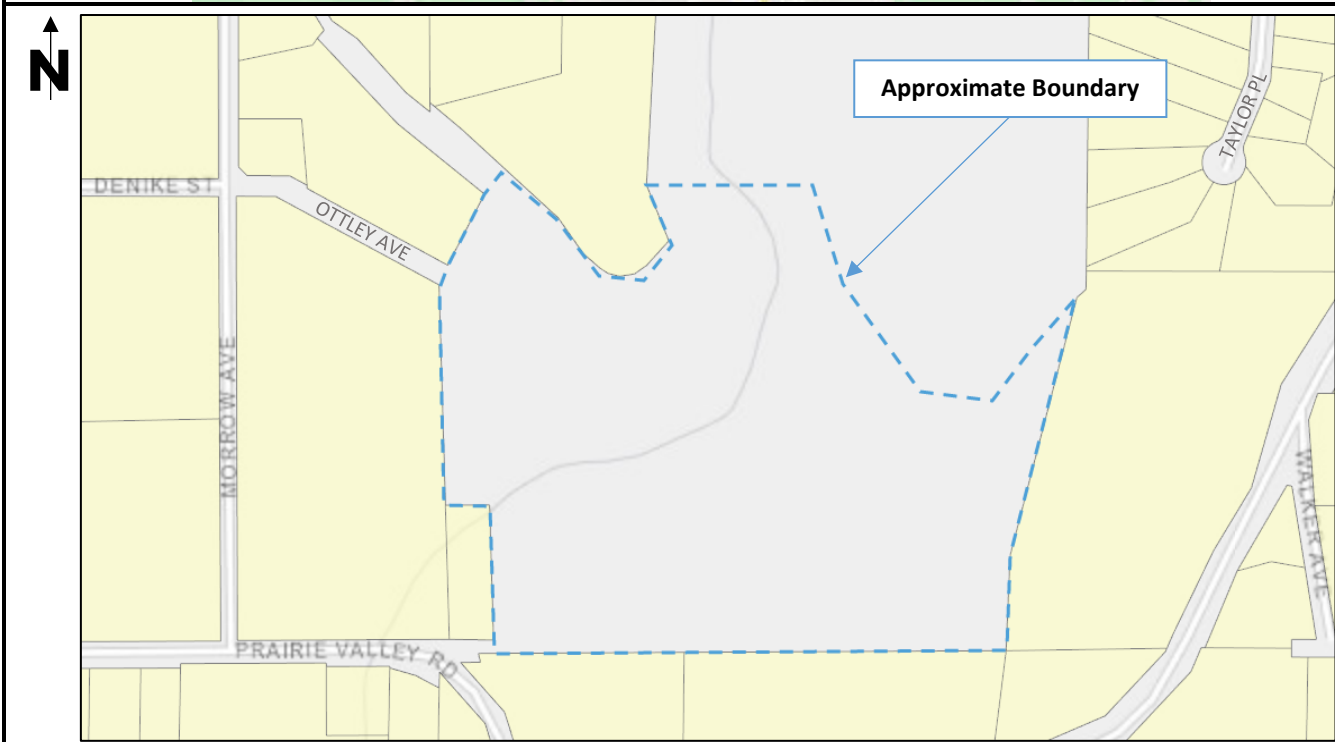 N
Approximate Boundary
TAYLOR PL
DENIKE ST
OTTLEY AVE
MORROW AVE
WALKER AVE
PRAIRIE VALLEY RD